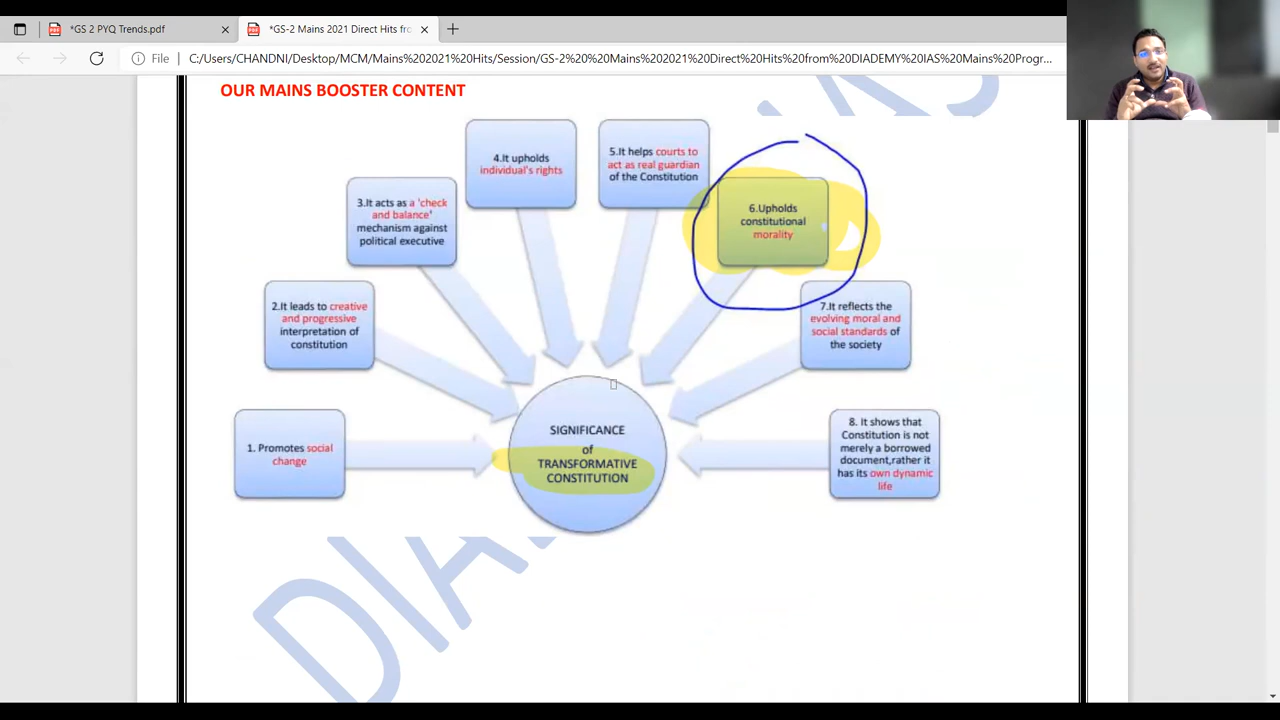 *GS 2 PYQ Trends.pdf
*GS-2 Mains 2021 Direct Hits fro
File
C:/Users/CHANDNI/Desktop/MCM/Mains%20%20Hits/Session/GS-2%20%20Mains%202021%20Direct%20Hits%20from%20DIADEMY%20IAS%20Mains%20Progr...
OUR MAINS BOOSTER CONTENT
4.It upholds
individual's rights
5.It helps courts to
act as real guardian
of the Constitution
3.It acts as a 'check
and balance'
mechanism against
political executive
6.Upholds
constitutional
morality
2.It leads to creative
and progressive
interpretation of
constitution
7.It reflects the
evolving moral and
social standards of
the society
1. Promotes social
change
SIGNIFICANCE
of
TRANSFORMATIVE
CONSTITUTION
8. It shows that
Constitution is not
merely a borrowed
document,rather it
has its own dynamic
life